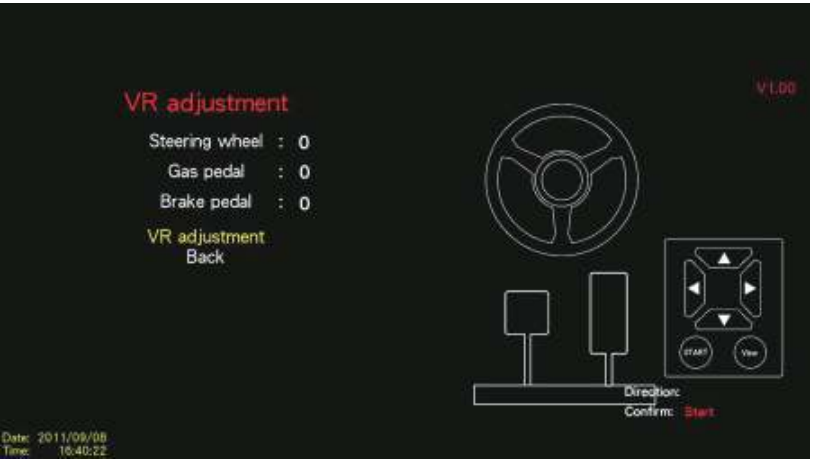 V1.00
VR adjustment
Steering wheel : 0
Gas pedal : 0
Brake pedal : 0
VR adjustment
Back
START
View
Direction:
Confirm: Start
Date: 2011/09/08
Time: 16:40:22